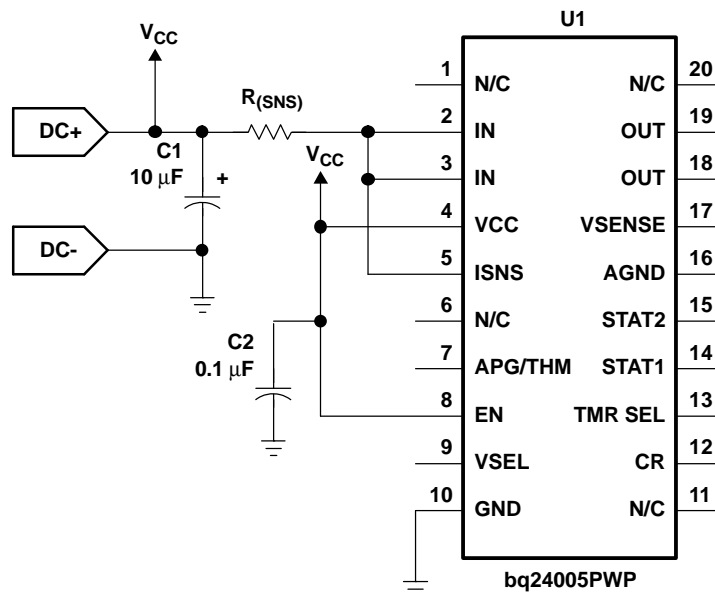 U1
VCC
DC+
R(SNS)
C1
10 µF
+
VCC
DC-
C2
0.1 µF
1 N/C N/C 20
2 IN OUT 19
3 IN OUT 18
4 VCC VSENSE 17
5 ISNS AGND 16
6 N/C STAT2 15
7 APG/THM STAT1 14
8 EN TMR SEL 13
9 VSEL CR 12
10 GND N/C 11
bq24005PWP